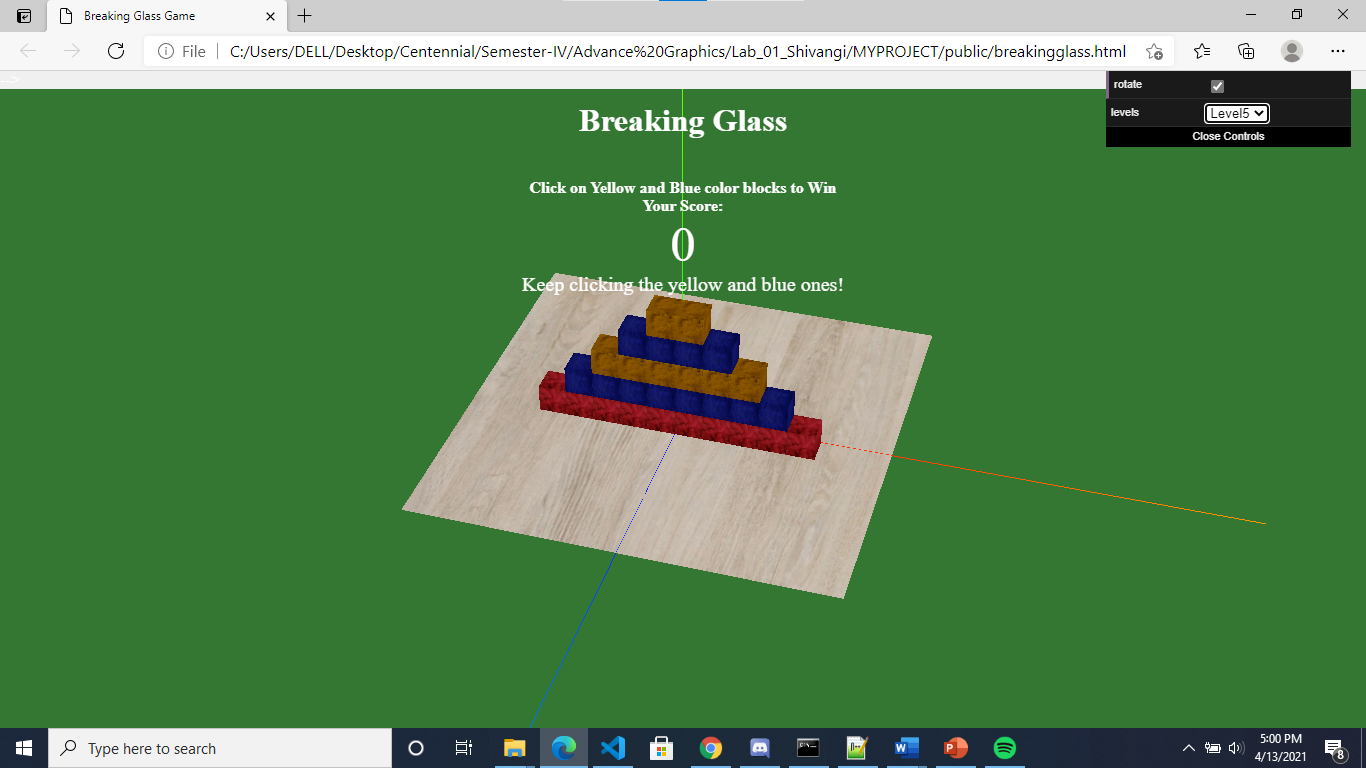 Breaking Glass Game
File
C:/Users/DELL/Desktop/Centennial/Semester-IV/Advance%20Graphics/Lab_01_Shivangi/MYPROJECT/public/breakingglass.html
-->
rotate
levels
Level5
Close Controls
Breaking Glass
Click on Yellow and Blue color blocks to Win
Your Score:
0
Keep clicking the yellow and blue ones!
Type here to search
5:00 PM
4/13/2021
8